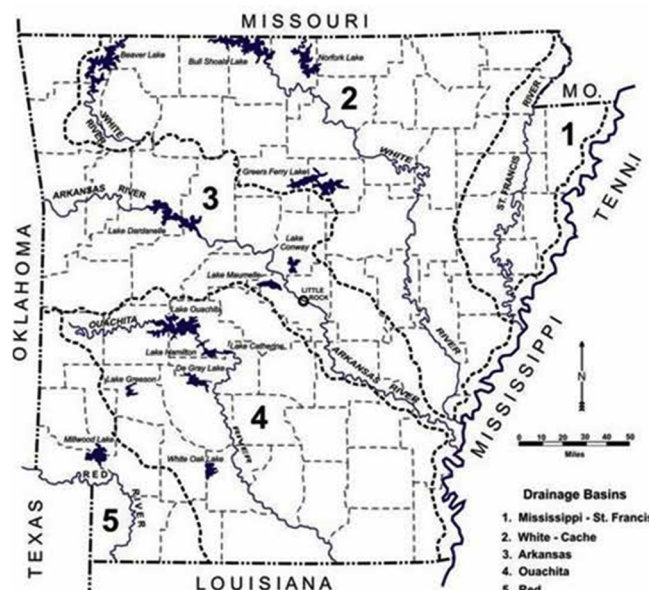 MISSOURI
Beaver Lake
Bull Shoals Lake
Norfork Lake
MO.
RIVER
1
2
WHITE
RIVER
WHITE
ST. FRANCIS
TENNI
Greers Ferry Lake
ARKANSAS RIVER
3
Lake Dardanelle
Lake
Conway
OKLAHOMA
Lake Maumelle
LITTLE
ROCK
Lake Ouachita
OUACHITA
Lake Hamilton
Lake Catherine
ARKANSAS RIVER
RIVER
MISSISSIPPI
N
De Gray Lake
Lake Greeson
4
RIVER
0 10 20 30 40 50
Miles
Millwood Lake
White Oak Lake
RED
RIVER
5
TEXAS
LOUISIANA
Drainage Basins
1. Mississippi - St. Francis
2. White - Cache
3. Arkansas
4. Ouachita
5. Red